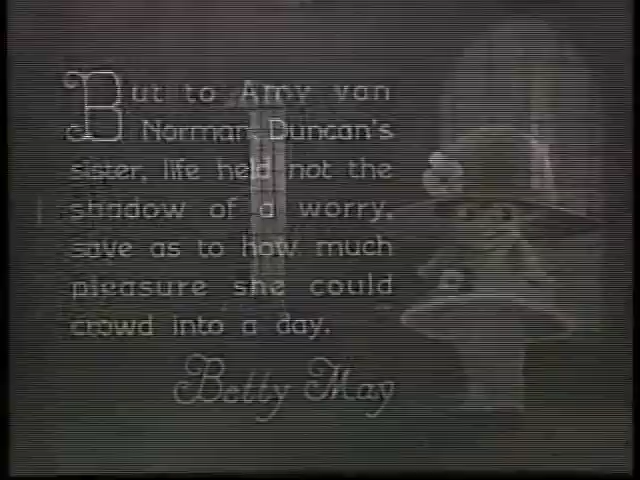 But to Amy van
Norman, Duncan's
sister, life held not the
shadow of a worry,
save as to how much
pleasure she could
crowd into a day.
Betty May